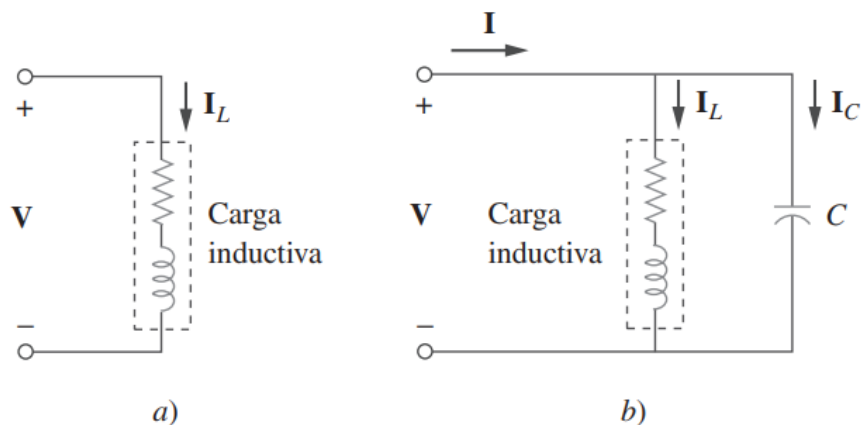 I
I_L
+
V
Carga
inductiva
−
a)
I_L
I_C
+
V
Carga
inductiva
C
−
b)